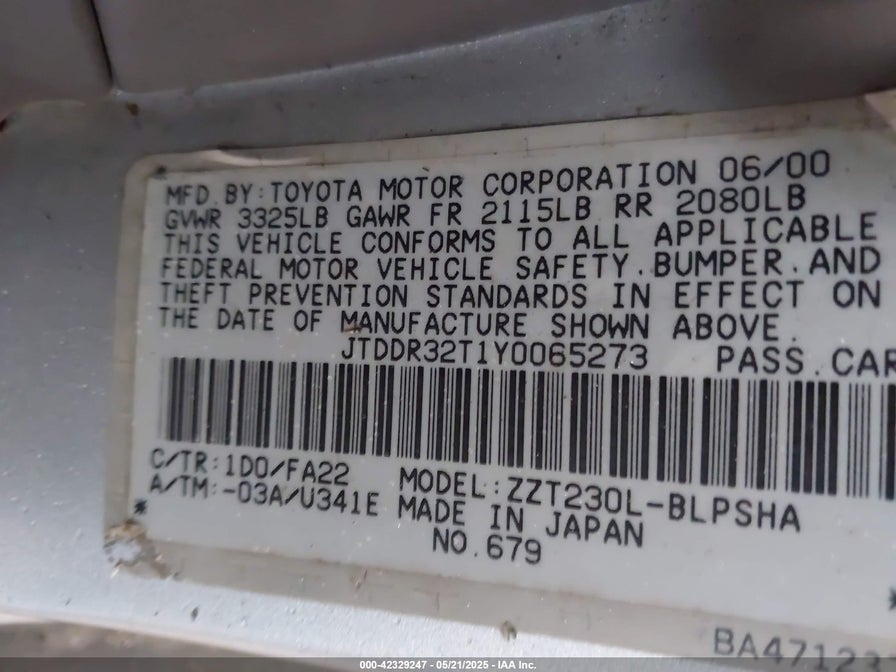 MFD. BY: TOYOTA MOTOR CORPORATION 06/00
GVWR 3325LB GAWR FR 2115LB RR 2080LB
THIS VEHICLE CONFORMS TO ALL APPLICABLE
FEDERAL MOTOR VEHICLE SAFETY. BUMPER. AND
THEFT PREVENTION STANDARDS IN EFFECT ON
THE DATE OF MANUFACTURE SHOWN ABOVE.
JTDDR32T1Y0065273 PASS. CAR
C/TR: 1D0/FA22 MODEL: ZZT230L-BLPSHA
A/TM: -03A/U341E MADE IN JAPAN
NO. 679
000-42329247 - 05/21/2025 - IAA Inc.